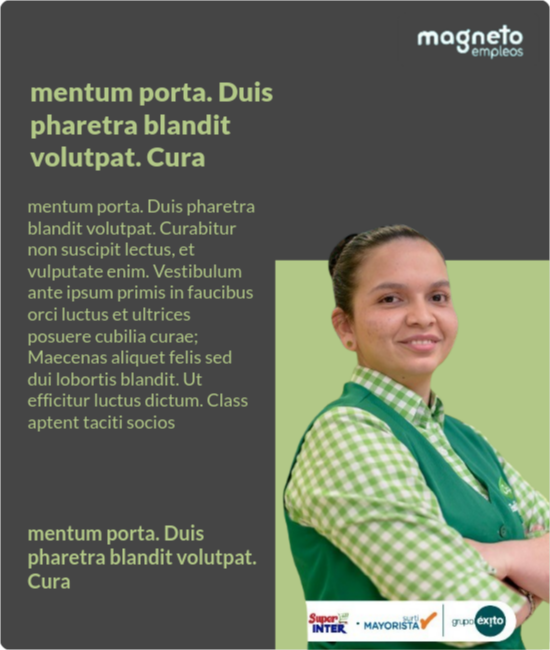 magneto
empleos
mentum porta. Duis
pharetra blandit
volutpat. Cura
mentum porta. Duis pharetra
blandit volutpat. Curabitur
non suscipit lectus, et
vulputate enim. Vestibulum
ante ipsum primis in faucibus
orci luctus et ultrices
posuere cubilia curae;
Maecenas aliquet felis sed
dui lobortis blandit. Ut
efficitur luctus dictum. Class
aptent taciti socios
mentum porta. Duis
pharetra blandit volutpat.
Cura
Super
INTER
surti
MAYORISTA
grupo éxito